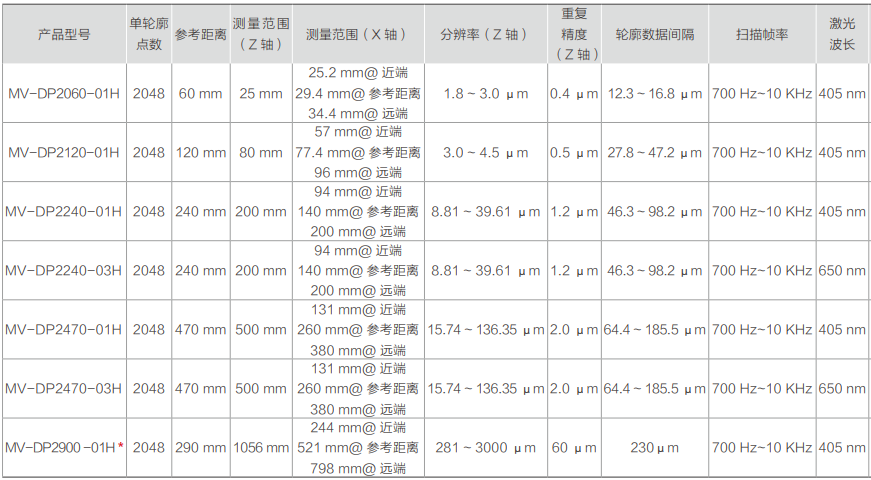 产品型号 单轮廓点数 参考距离 测量范围（Z 轴） 测量范围（X 轴） 分辨率（Z 轴） 重复精度（Z 轴） 轮廓数据间隔 扫描帧率 激光波长
MV-DP2060-01H 2048 60 mm 25 mm 25.2 mm@ 近端 29.4 mm@ 参考距离 34.4 mm@ 远端 1.8 ~ 3.0 μm 0.4 μm 12.3 ~ 16.8 μm 700 Hz~10 KHz 405 nm
MV-DP2120-01H 2048 120 mm 80 mm 57 mm@ 近端 77.4 mm@ 参考距离 96 mm@ 远端 3.0 ~ 4.5 μm 0.5 μm 27.8 ~ 47.2 μm 700 Hz~10 KHz 405 nm
MV-DP2240-01H 2048 240 mm 200 mm 94 mm@ 近端 140 mm@ 参考距离 200 mm@ 远端 8.81 ~ 39.61 μm 1.2 μm 46.3 ~ 98.2 μm 700 Hz~10 KHz 405 nm
MV-DP2240-03H 2048 240 mm 200 mm 94 mm@ 近端 140 mm@ 参考距离 200 mm@ 远端 8.81 ~ 39.61 μm 1.2 μm 46.3 ~ 98.2 μm 700 Hz~10 KHz 650 nm
MV-DP2470-01H 2048 470 mm 500 mm 131 mm@ 近端 260 mm@ 参考距离 380 mm@ 远端 15.74 ~ 136.35 μm 2.0 μm 64.4 ~ 185.5 μm 700 Hz~10 KHz 405 nm
MV-DP2470-03H 2048 470 mm 500 mm 131 mm@ 近端 260 mm@ 参考距离 380 mm@ 远端 15.74 ~ 136.35 μm 2.0 μm 64.4 ~ 185.5 μm 700 Hz~10 KHz 650 nm
MV-DP2900-01H* 2048 290 mm 1056 mm 244 mm@ 近端 521 mm@ 参考距离 798 mm@ 远端 281 ~ 3000 μm 60 μm 230μm 700 Hz~10 KHz 405 nm